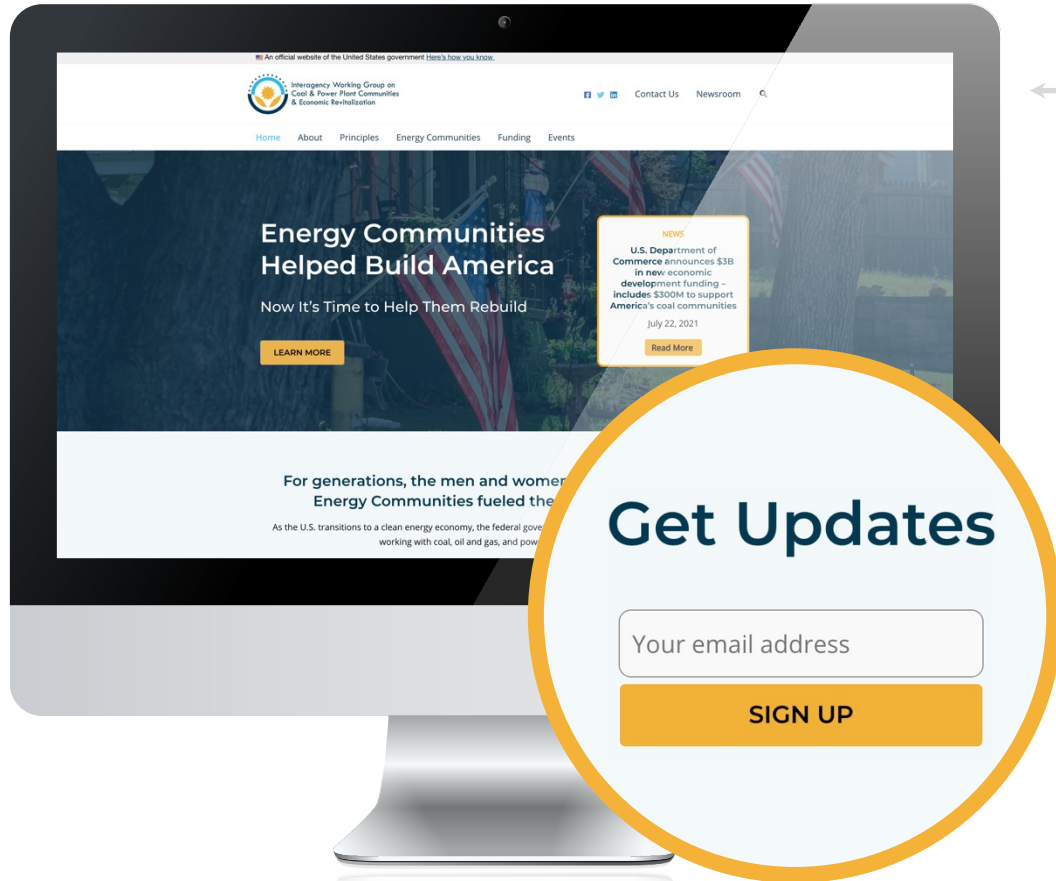 An official website of the United States government Here's how you know
Interagency Working Group on
Coal & Power Plant Communities
& Economic Revitalization
Contact Us Newsroom
Home About Principles Energy Communities Funding Events
Energy Communities
Helped Build America
Now It's Time to Help Them Rebuild
LEARN MORE
NEWS
U.S. Department of
Commerce announces $3B
in new economic
development funding –
includes $300M to support
America's coal communities
July 22, 2021
Read More
For generations, the men and women
Energy Communities fueled the
As the U.S. transitions to a clean energy economy, the federal gove
working with coal, oil and gas, and pow
Get Updates
Your email address
SIGN UP